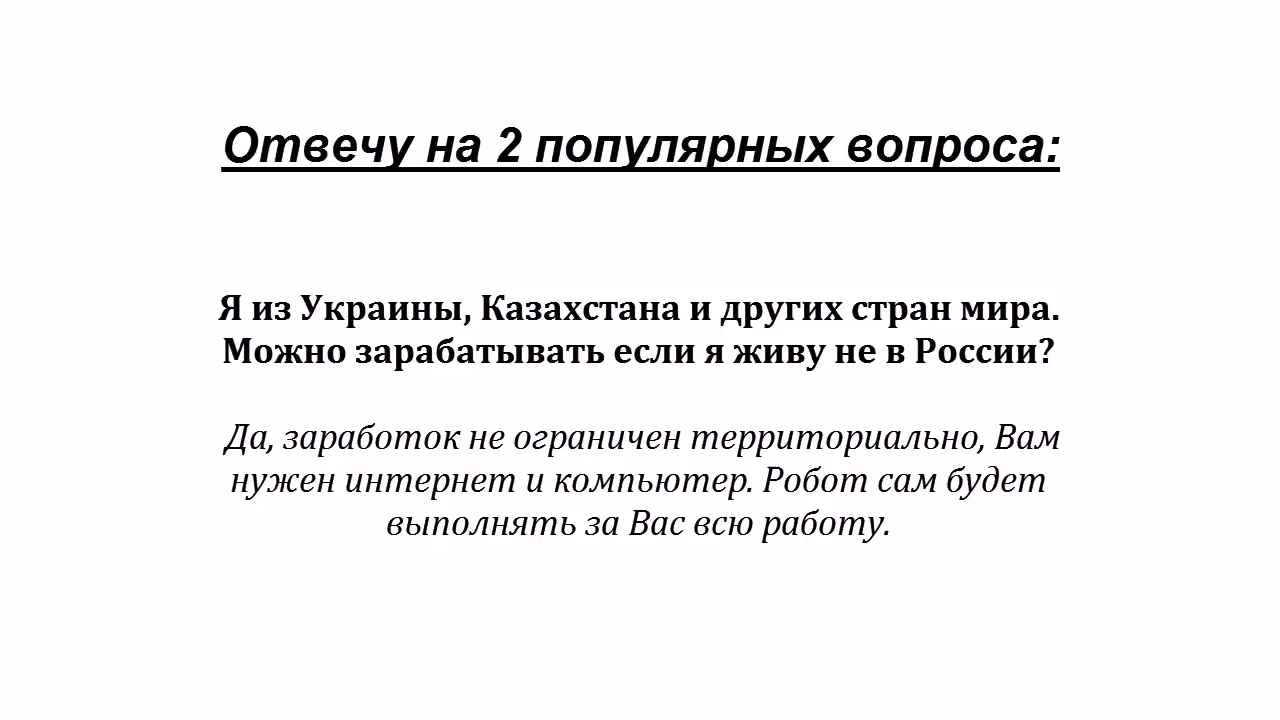 Отвечу на 2 популярных вопроса:
Я из Украины, Казахстана и других стран мира.
Можно зарабатывать если я живу не в России?
Да, заработок не ограничен территориально, Вам
нужен интернет и компьютер. Робот сам будет
выполнять за Вас всю работу.